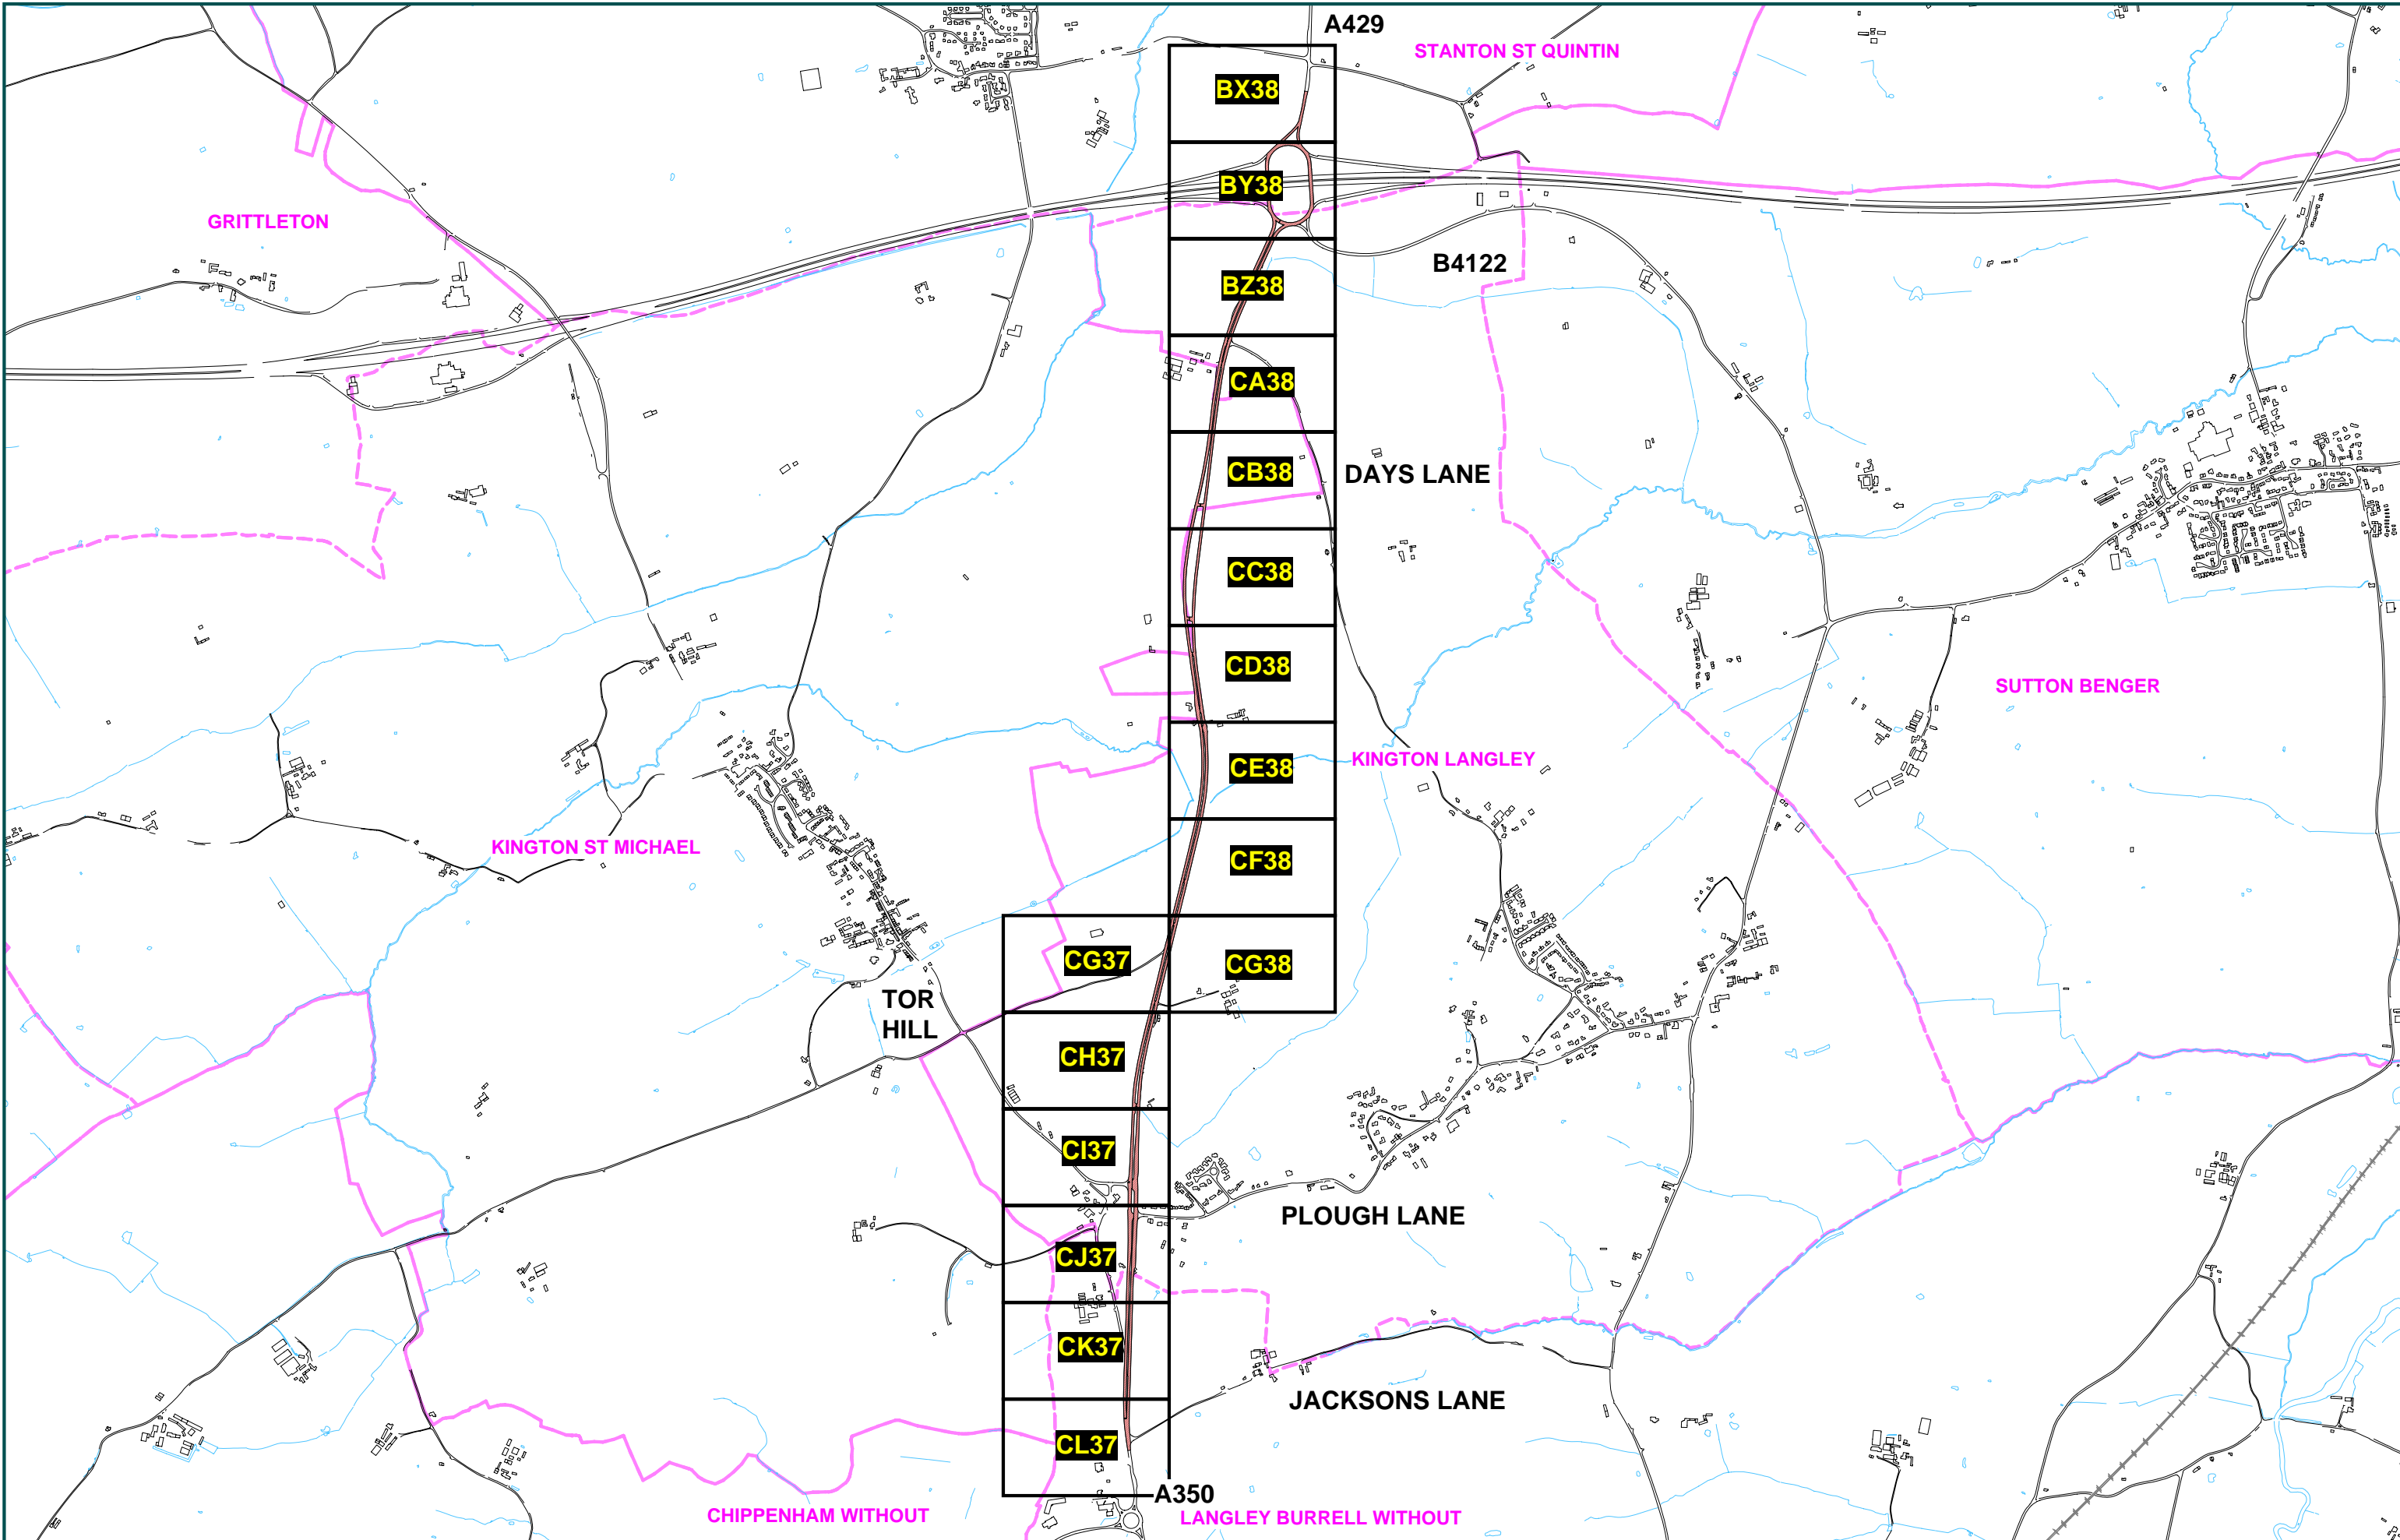 A429
STANTON ST QUINTIN
BX38
BY38
GRITTLETON
B4122
BZ38
CA38
CB38
DAYS LANE
CC38
CD38
SUTTON BENGER
KINGTON LANGLEY
CE38
KINGTON ST MICHAEL
CF38
CG37
CG38
TOR
HILL
CH37
CI37
PLOUGH LANE
CJ37
CK37
JACKSONS LANE
CL37
A350
CHIPPENHAM WITHOUT
LANGLEY BURRELL WITHOUT